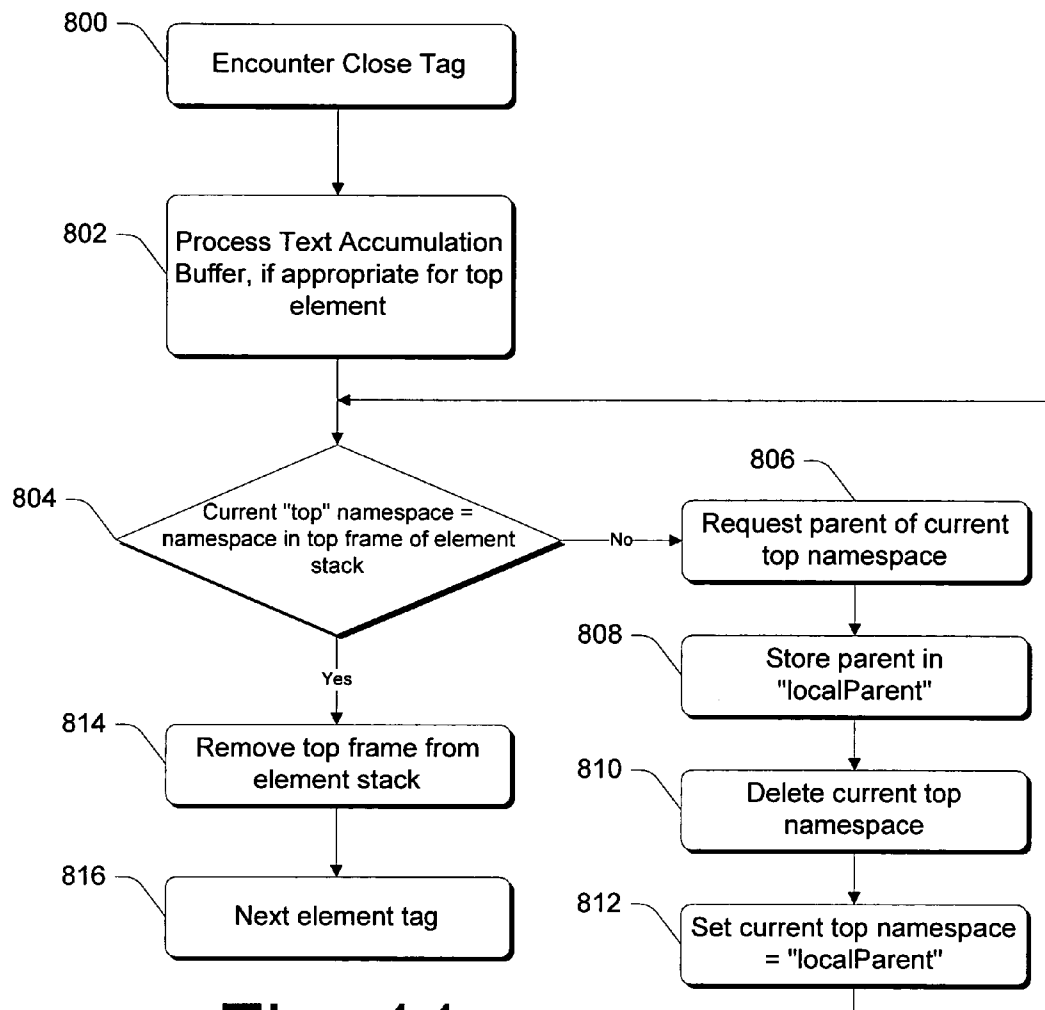 800
Encounter Close Tag
802
Process Text Accumulation
Buffer, if appropriate for top
element
804
Current "top" namespace =
namespace in top frame of element
stack
No
806
Request parent of current
top namespace
808
Store parent in
"localParent"
810
Delete current top
namespace
812
Set current top namespace
= "localParent"
Yes
814
Remove top frame from
element stack
816
Next element tag